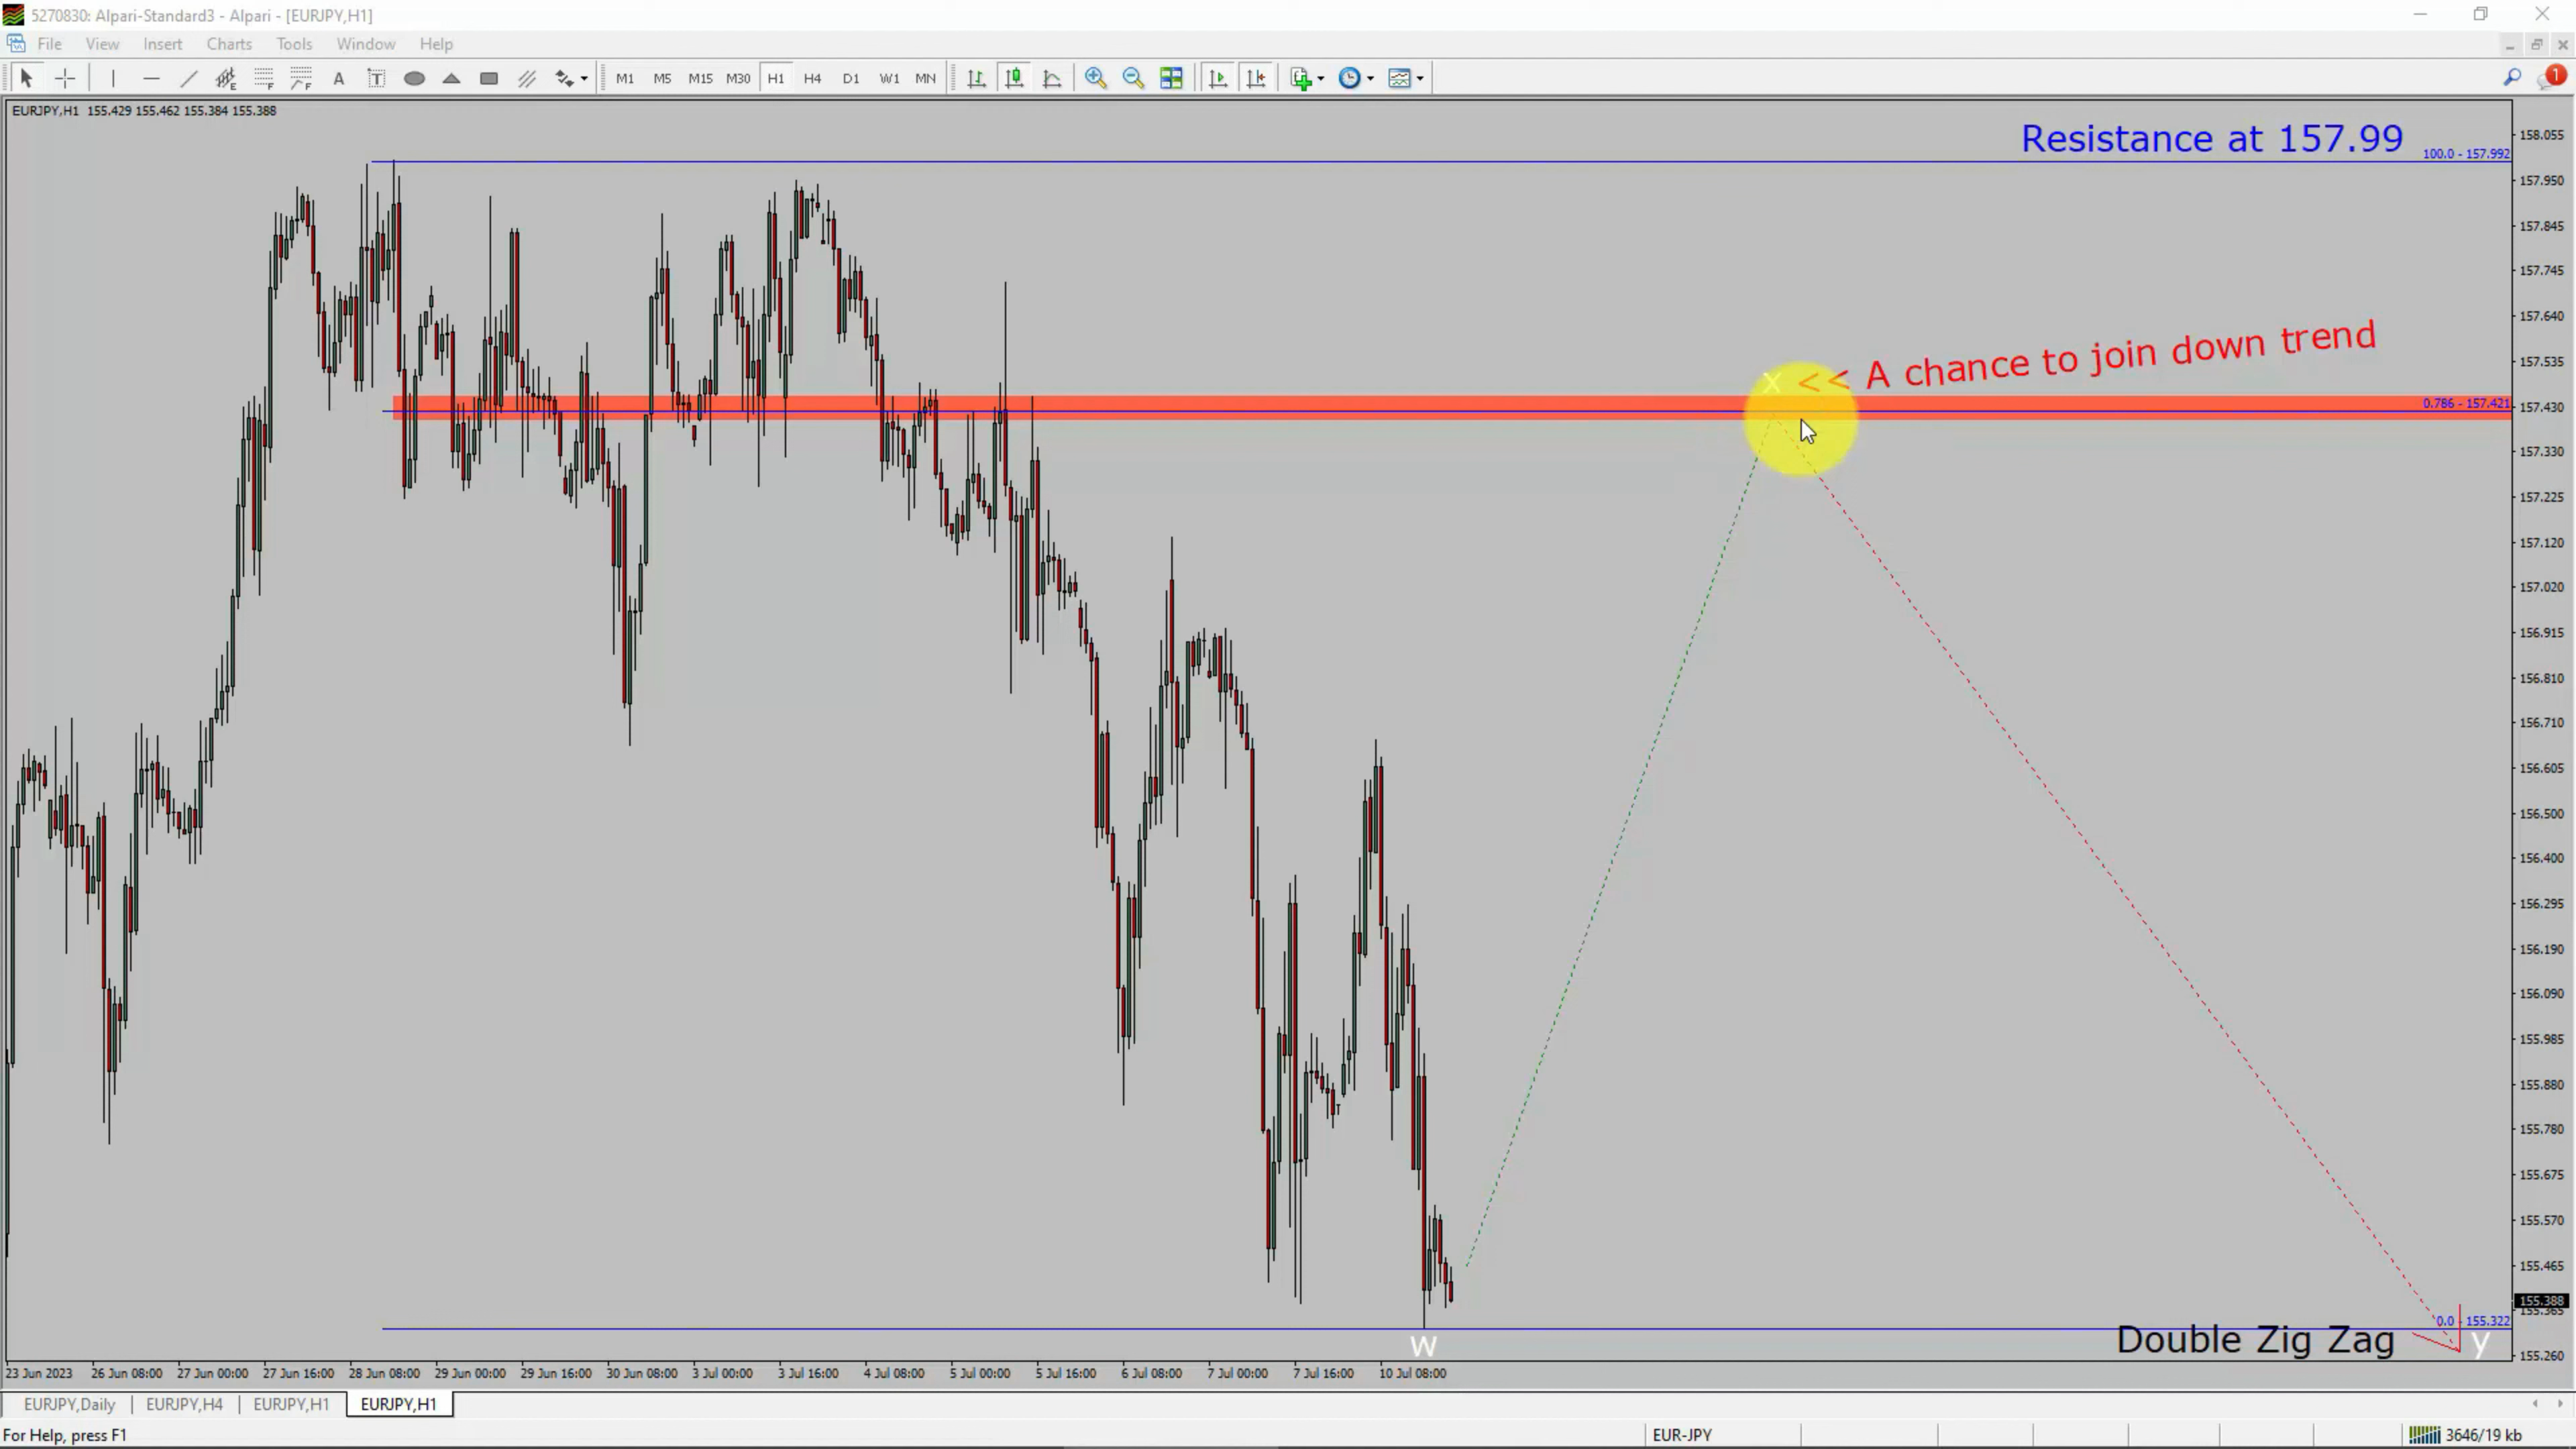 5270830: Alpari-Standard3 - Alpari - [EURJPY,H1]
File View Insert Charts Tools Window Help
A T M1 M5 M15 M30 H1 H4 D1 W1 MN 1
EURJPY,H1 155.429 155.462 155.384 155.388
158.055
Resistance at 157.99
100.0 - 157.992
157.950
157.845
157.745
157.640
157.535
x << A chance to join down trend
0.786 - 157.421
157.430
157.330
157.225
157.120
157.020
156.915
156.810
156.710
156.605
156.500
156.400
156.295
156.190
156.090
155.985
155.880
155.780
155.675
155.570
155.465
155.388
155.365
0.0 - 155.322
w
Double Zig Zag y
155.260
23 Jun 2023 26 Jun 08:00 27 Jun 00:00 27 Jun 16:00 28 Jun 08:00 29 Jun 00:00 29 Jun 16:00 30 Jun 08:00 3 Jul 00:00 3 Jul 16:00 4 Jul 08:00 5 Jul 00:00 5 Jul 16:00 6 Jul 08:00 7 Jul 00:00 7 Jul 16:00 10 Jul 08:00
EURJPY,Daily EURJPY,H4 EURJPY,H1 EURJPY,H1
For Help, press F1 EUR-JPY 3646/19 kb